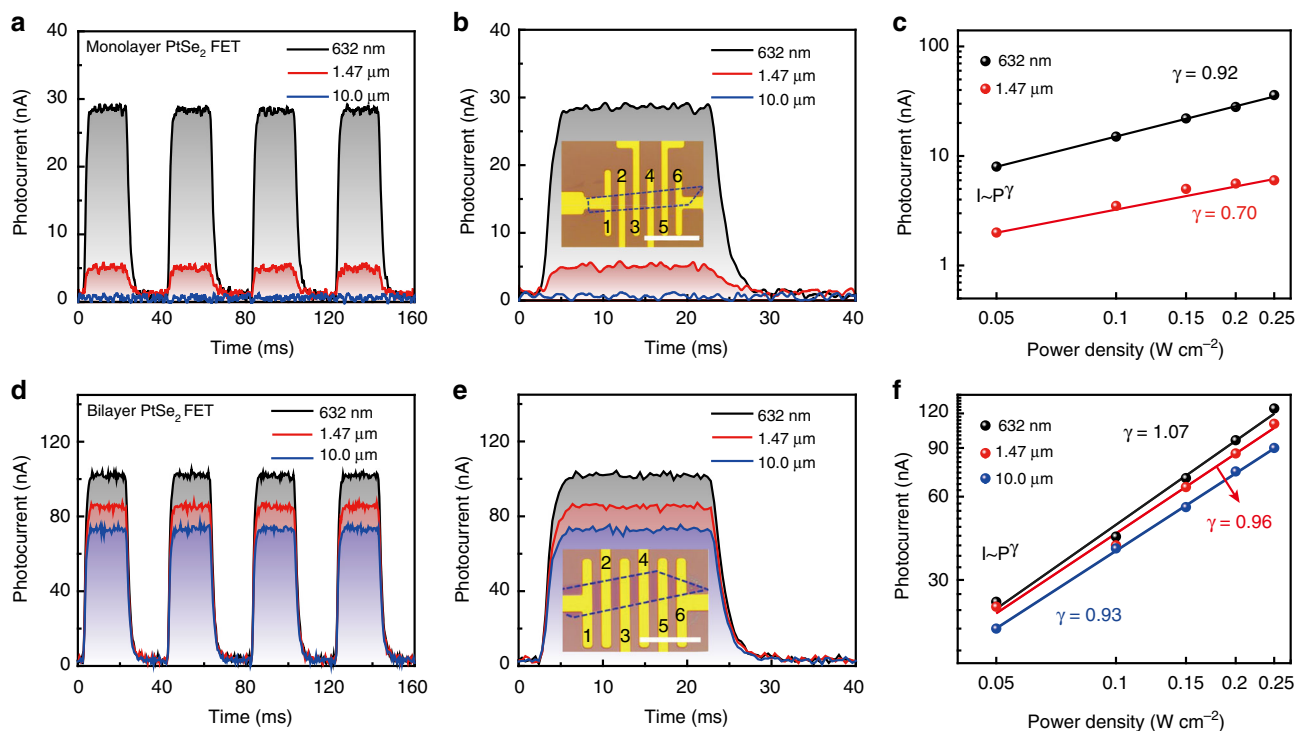 a
Monolayer PtSe₂ FET
632 nm
1.47 μm
10.0 μm
Photocurrent (nA)
40
30
20
10
0
0
40
80
120
160
Time (ms)
b
632 nm
1.47 μm
10.0 μm
Photocurrent (nA)
40
35
30
25
20
15
10
5
0
2
4
6
1
3
5
0
10
20
30
40
Time (ms)
c
632 nm
1.47 μm
γ = 0.92
I~P^γ
γ = 0.70
Photocurrent (nA)
100
10
1
0.05
0.1
0.15
0.2
0.25
Power density (W cm⁻²)
d
Bilayer PtSe₂ FET
632 nm
1.47 μm
10.0 μm
Photocurrent (nA)
120
80
40
0
0
40
80
120
160
Time (ms)
e
632 nm
1.47 μm
10.0 μm
Photocurrent (nA)
120
80
40
0
2
4
6
1
3
5
0
10
20
30
40
Time (ms)
f
632 nm
1.47 μm
10.0 μm
γ = 1.07
γ = 0.96
I~P^γ
γ = 0.93
Photocurrent (nA)
120
90
60
30
0.05
0.1
0.15
0.2
0.25
Power density (W cm⁻²)